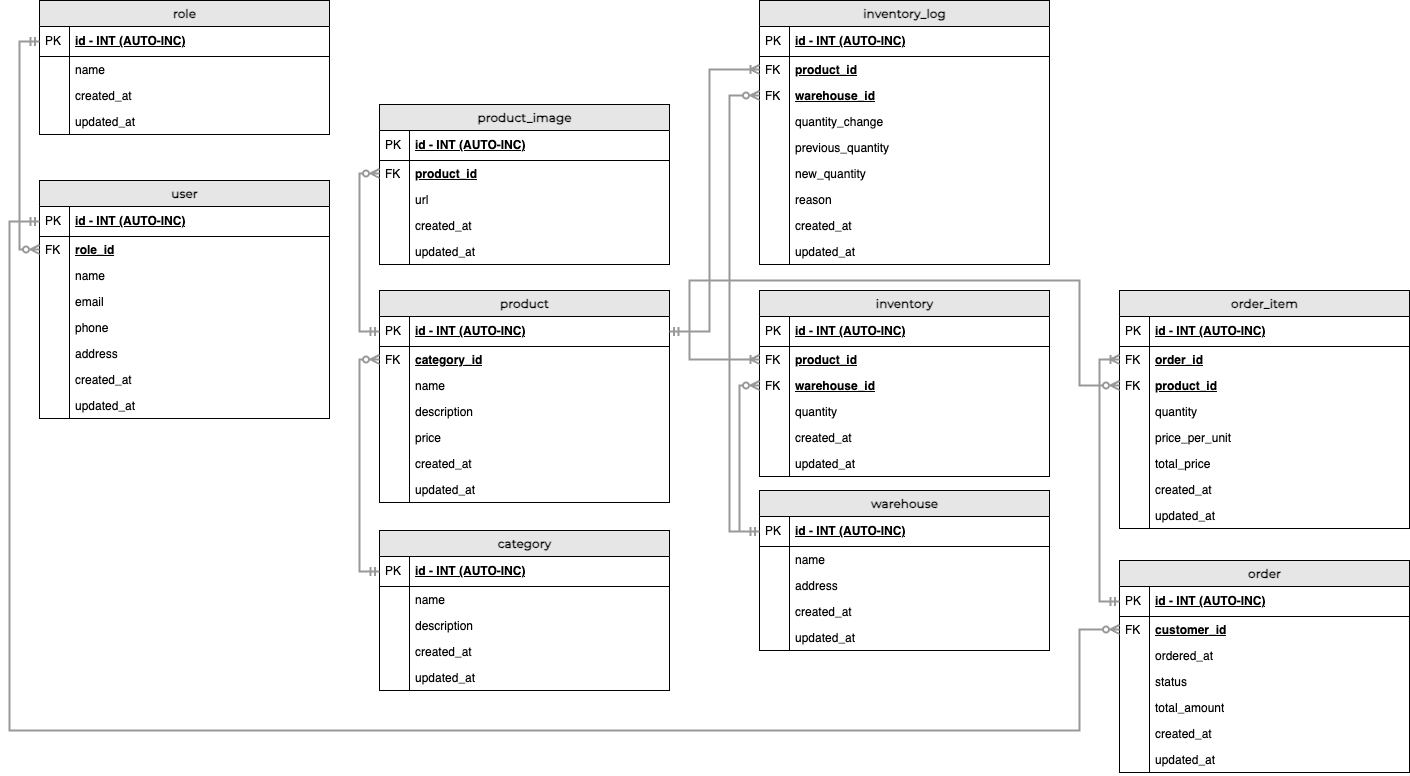 role
PK id - INT (AUTO-INC)
name
created_at
updated_at
user
PK id - INT (AUTO-INC)
FK role_id
name
email
phone
address
created_at
updated_at
product_image
PK id - INT (AUTO-INC)
FK product_id
url
created_at
updated_at
product
PK id - INT (AUTO-INC)
FK category_id
name
description
price
created_at
updated_at
category
PK id - INT (AUTO-INC)
name
description
created_at
updated_at
inventory_log
PK id - INT (AUTO-INC)
FK product_id
FK warehouse_id
quantity_change
previous_quantity
new_quantity
reason
created_at
updated_at
inventory
PK id - INT (AUTO-INC)
FK product_id
FK warehouse_id
quantity
created_at
updated_at
warehouse
PK id - INT (AUTO-INC)
name
address
created_at
updated_at
order_item
PK id - INT (AUTO-INC)
FK order_id
FK product_id
quantity
price_per_unit
total_price
created_at
updated_at
order
PK id - INT (AUTO-INC)
FK customer_id
ordered_at
status
total_amount
created_at
updated_at